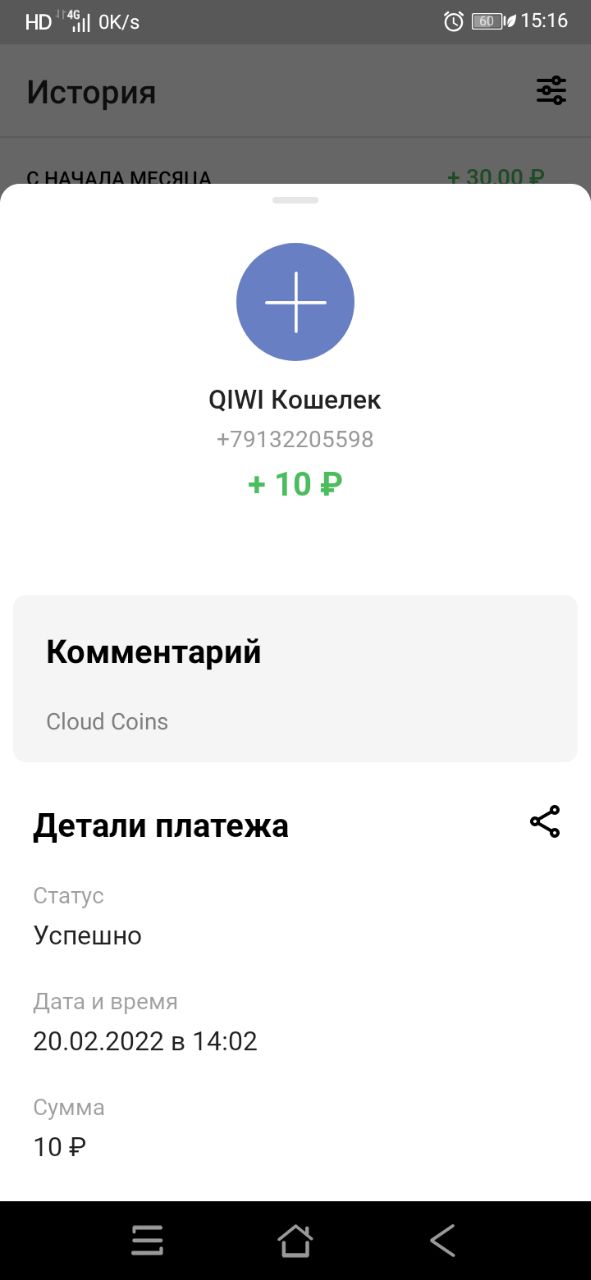 HD 4G 0K/s 60 15:16
История
С НАЧАЛА МЕСЯЦА + 30,00 ₽
QIWI Кошелек
+79132205598
+ 10 ₽
Комментарий
Cloud Coins
Детали платежа
Статус
Успешно
Дата и время
20.02.2022 в 14:02
Сумма
10 ₽